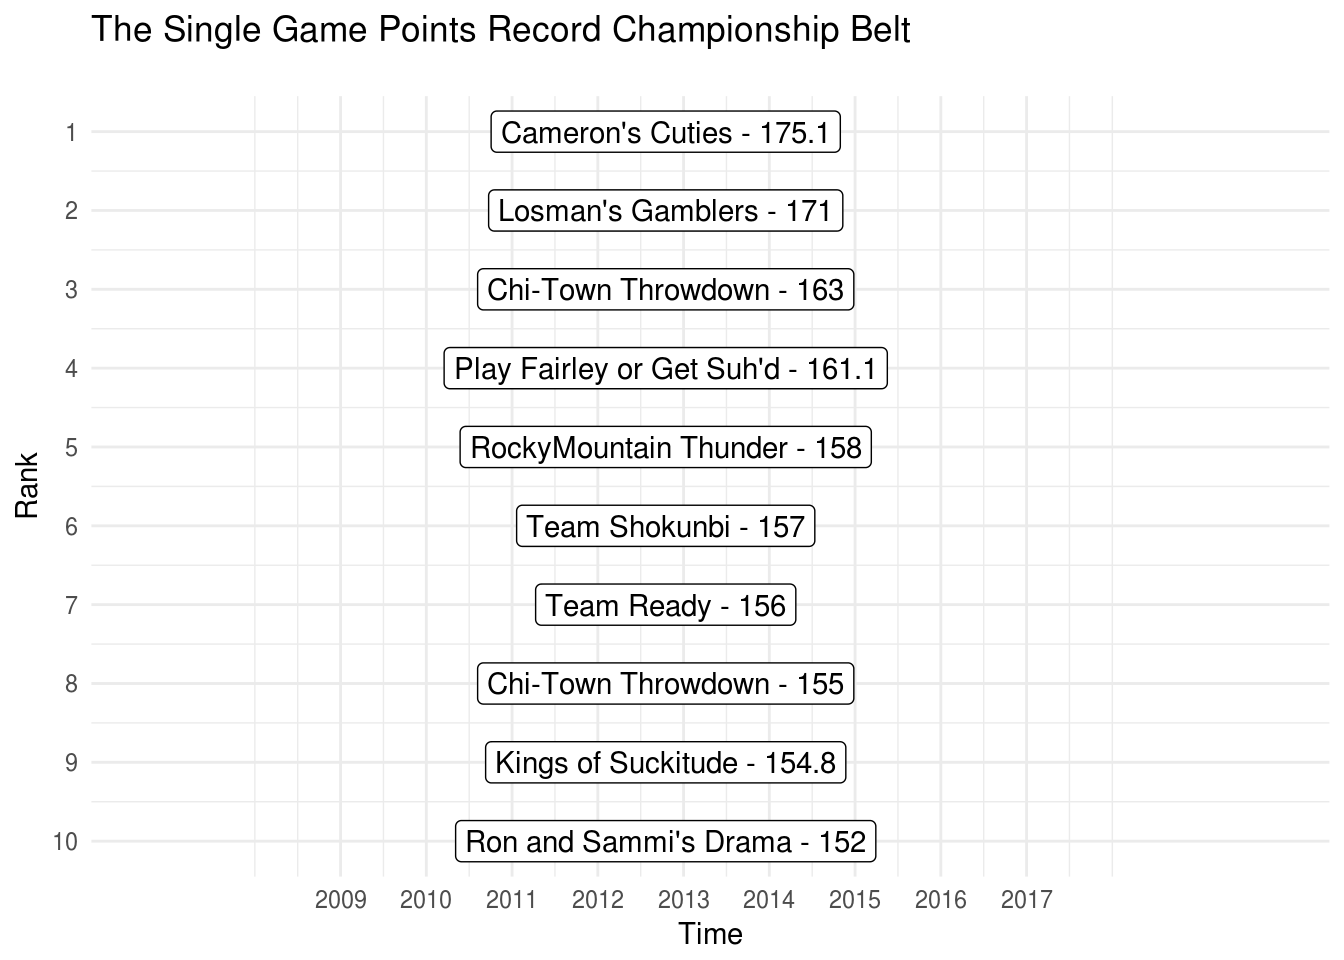 The Single Game Points Record Championship Belt
Rank
1
Cameron's Cuties - 175.1
2
Losman's Gamblers - 171
3
Chi-Town Throwdown - 163
4
Play Fairley or Get Suh'd - 161.1
5
RockyMountain Thunder - 158
6
Team Shokunbi - 157
7
Team Ready - 156
8
Chi-Town Throwdown - 155
9
Kings of Suckitude - 154.8
10
Ron and Sammi's Drama - 152
2009 2010 2011 2012 2013 2014 2015 2016 2017
Time